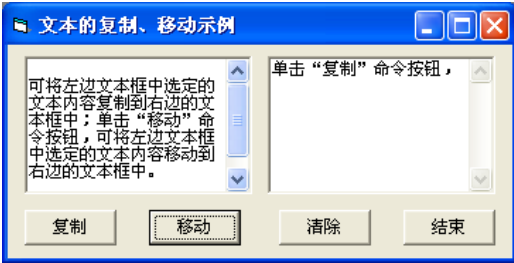 文本的复制、移动示例
可将左边文本框中选定的
文本内容复制到右边的文
本框中；单击“移动”命
令按钮，可将左边文本框
中选定的文本内容移动到
右边的文本框中。
单击“复制”命令按钮，
复制
移动
清除
结束